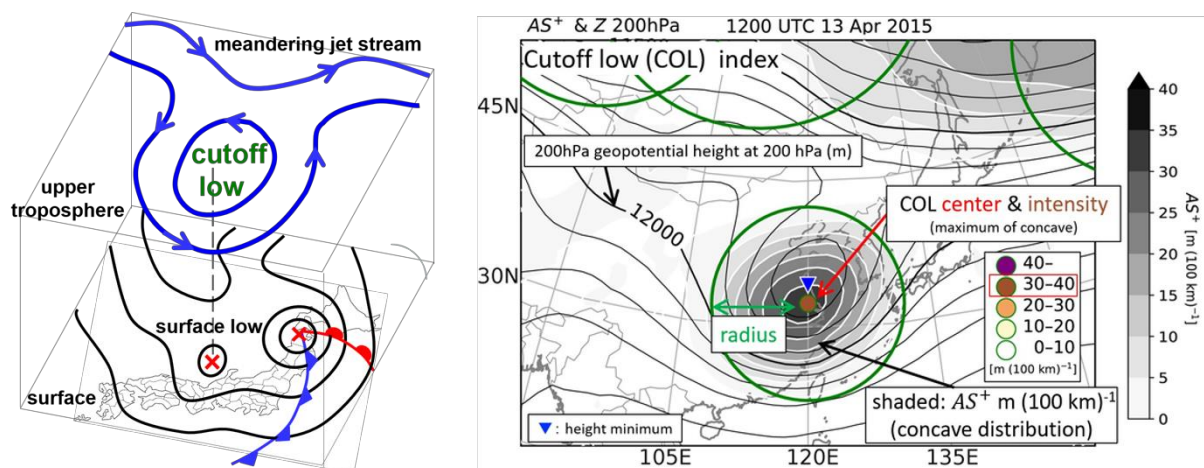 meandering jet stream
cutoff
low
upper
troposphere
surface low
surface
AS⁺ & Z 200hPa 1200 UTC 13 Apr 2015
Cutoff low (COL) index
45N
30N
200hPa geopotential height at 200 hPa (m)
12000
COL center & intensity
(maximum of concave)
40–
30–40
20–30
10–20
0–10
[m (100 km)⁻¹]
radius
shaded: AS⁺ m (100 km)⁻¹
(concave distribution)
▼: height minimum
105E 120E 135E
40
35
30
25
20
15
10
5
0
AS⁺ [m (100 km)⁻¹]